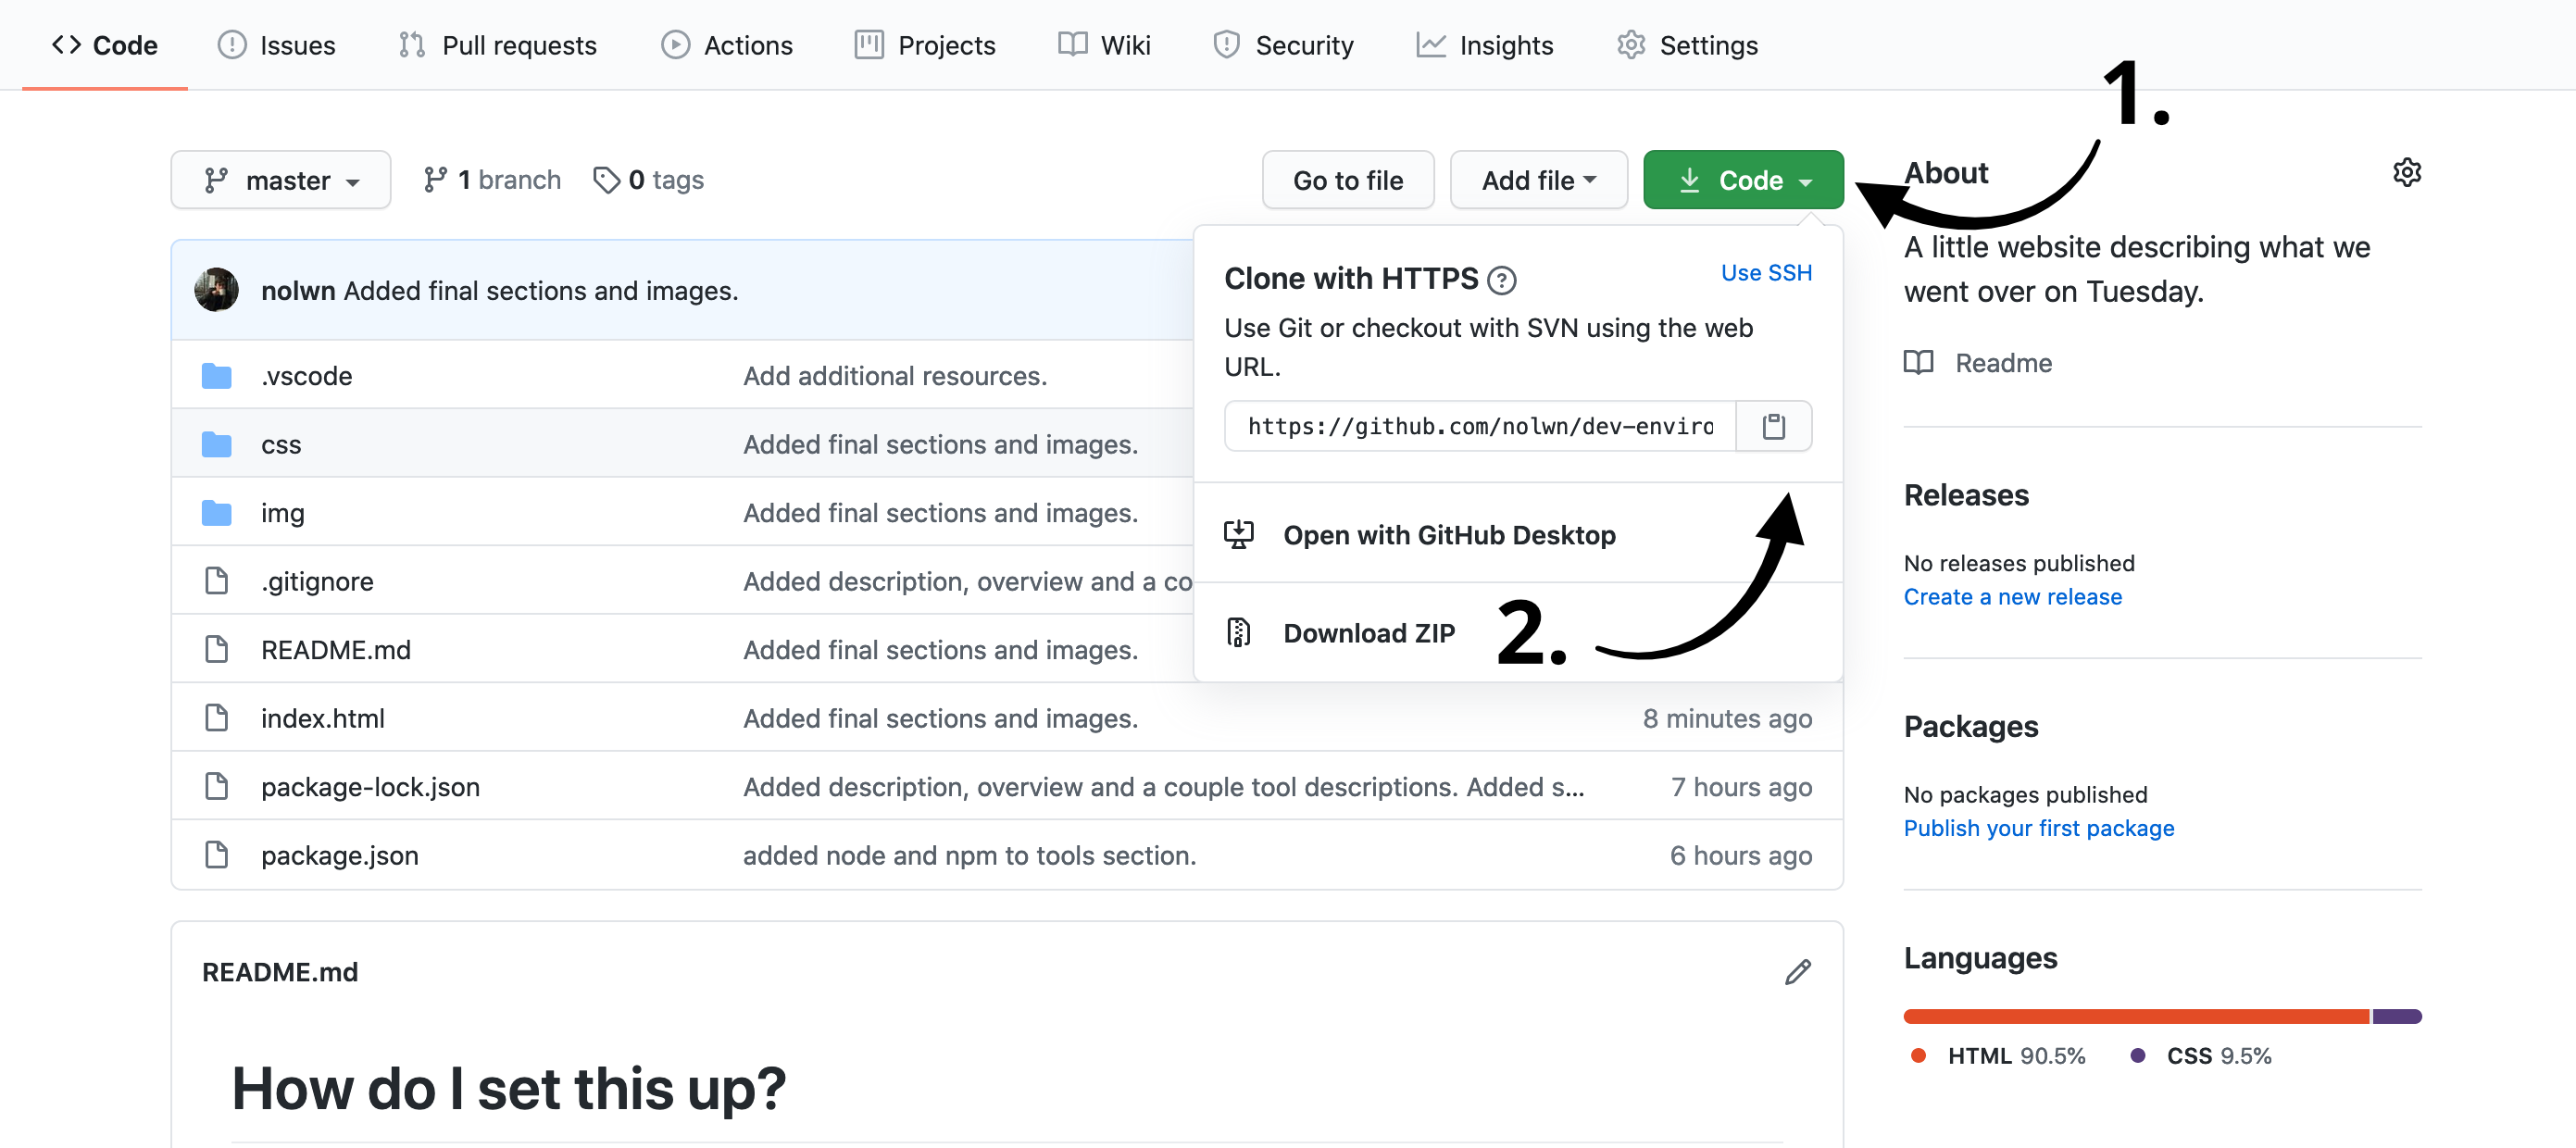 Code Issues Pull requests Actions Projects Wiki Security Insights Settings
1.
master 1 branch 0 tags Go to file Add file Code
nolwn Added final sections and images.
.vscode Add additional resources.
css Added final sections and images.
img Added final sections and images.
.gitignore Added description, overview and a co
README.md Added final sections and images.
index.html Added final sections and images. 8 minutes ago
package-lock.json Added description, overview and a couple tool descriptions. Added s... 7 hours ago
package.json added node and npm to tools section. 6 hours ago
Clone with HTTPS Use SSH
Use Git or checkout with SVN using the web
URL.
https://github.com/nolwn/dev-enviro
Open with GitHub Desktop
Download ZIP
2.
README.md
How do I set this up?
About
A little website describing what we
went over on Tuesday.
Readme
Releases
No releases published
Create a new release
Packages
No packages published
Publish your first package
Languages
HTML 90.5% CSS 9.5%